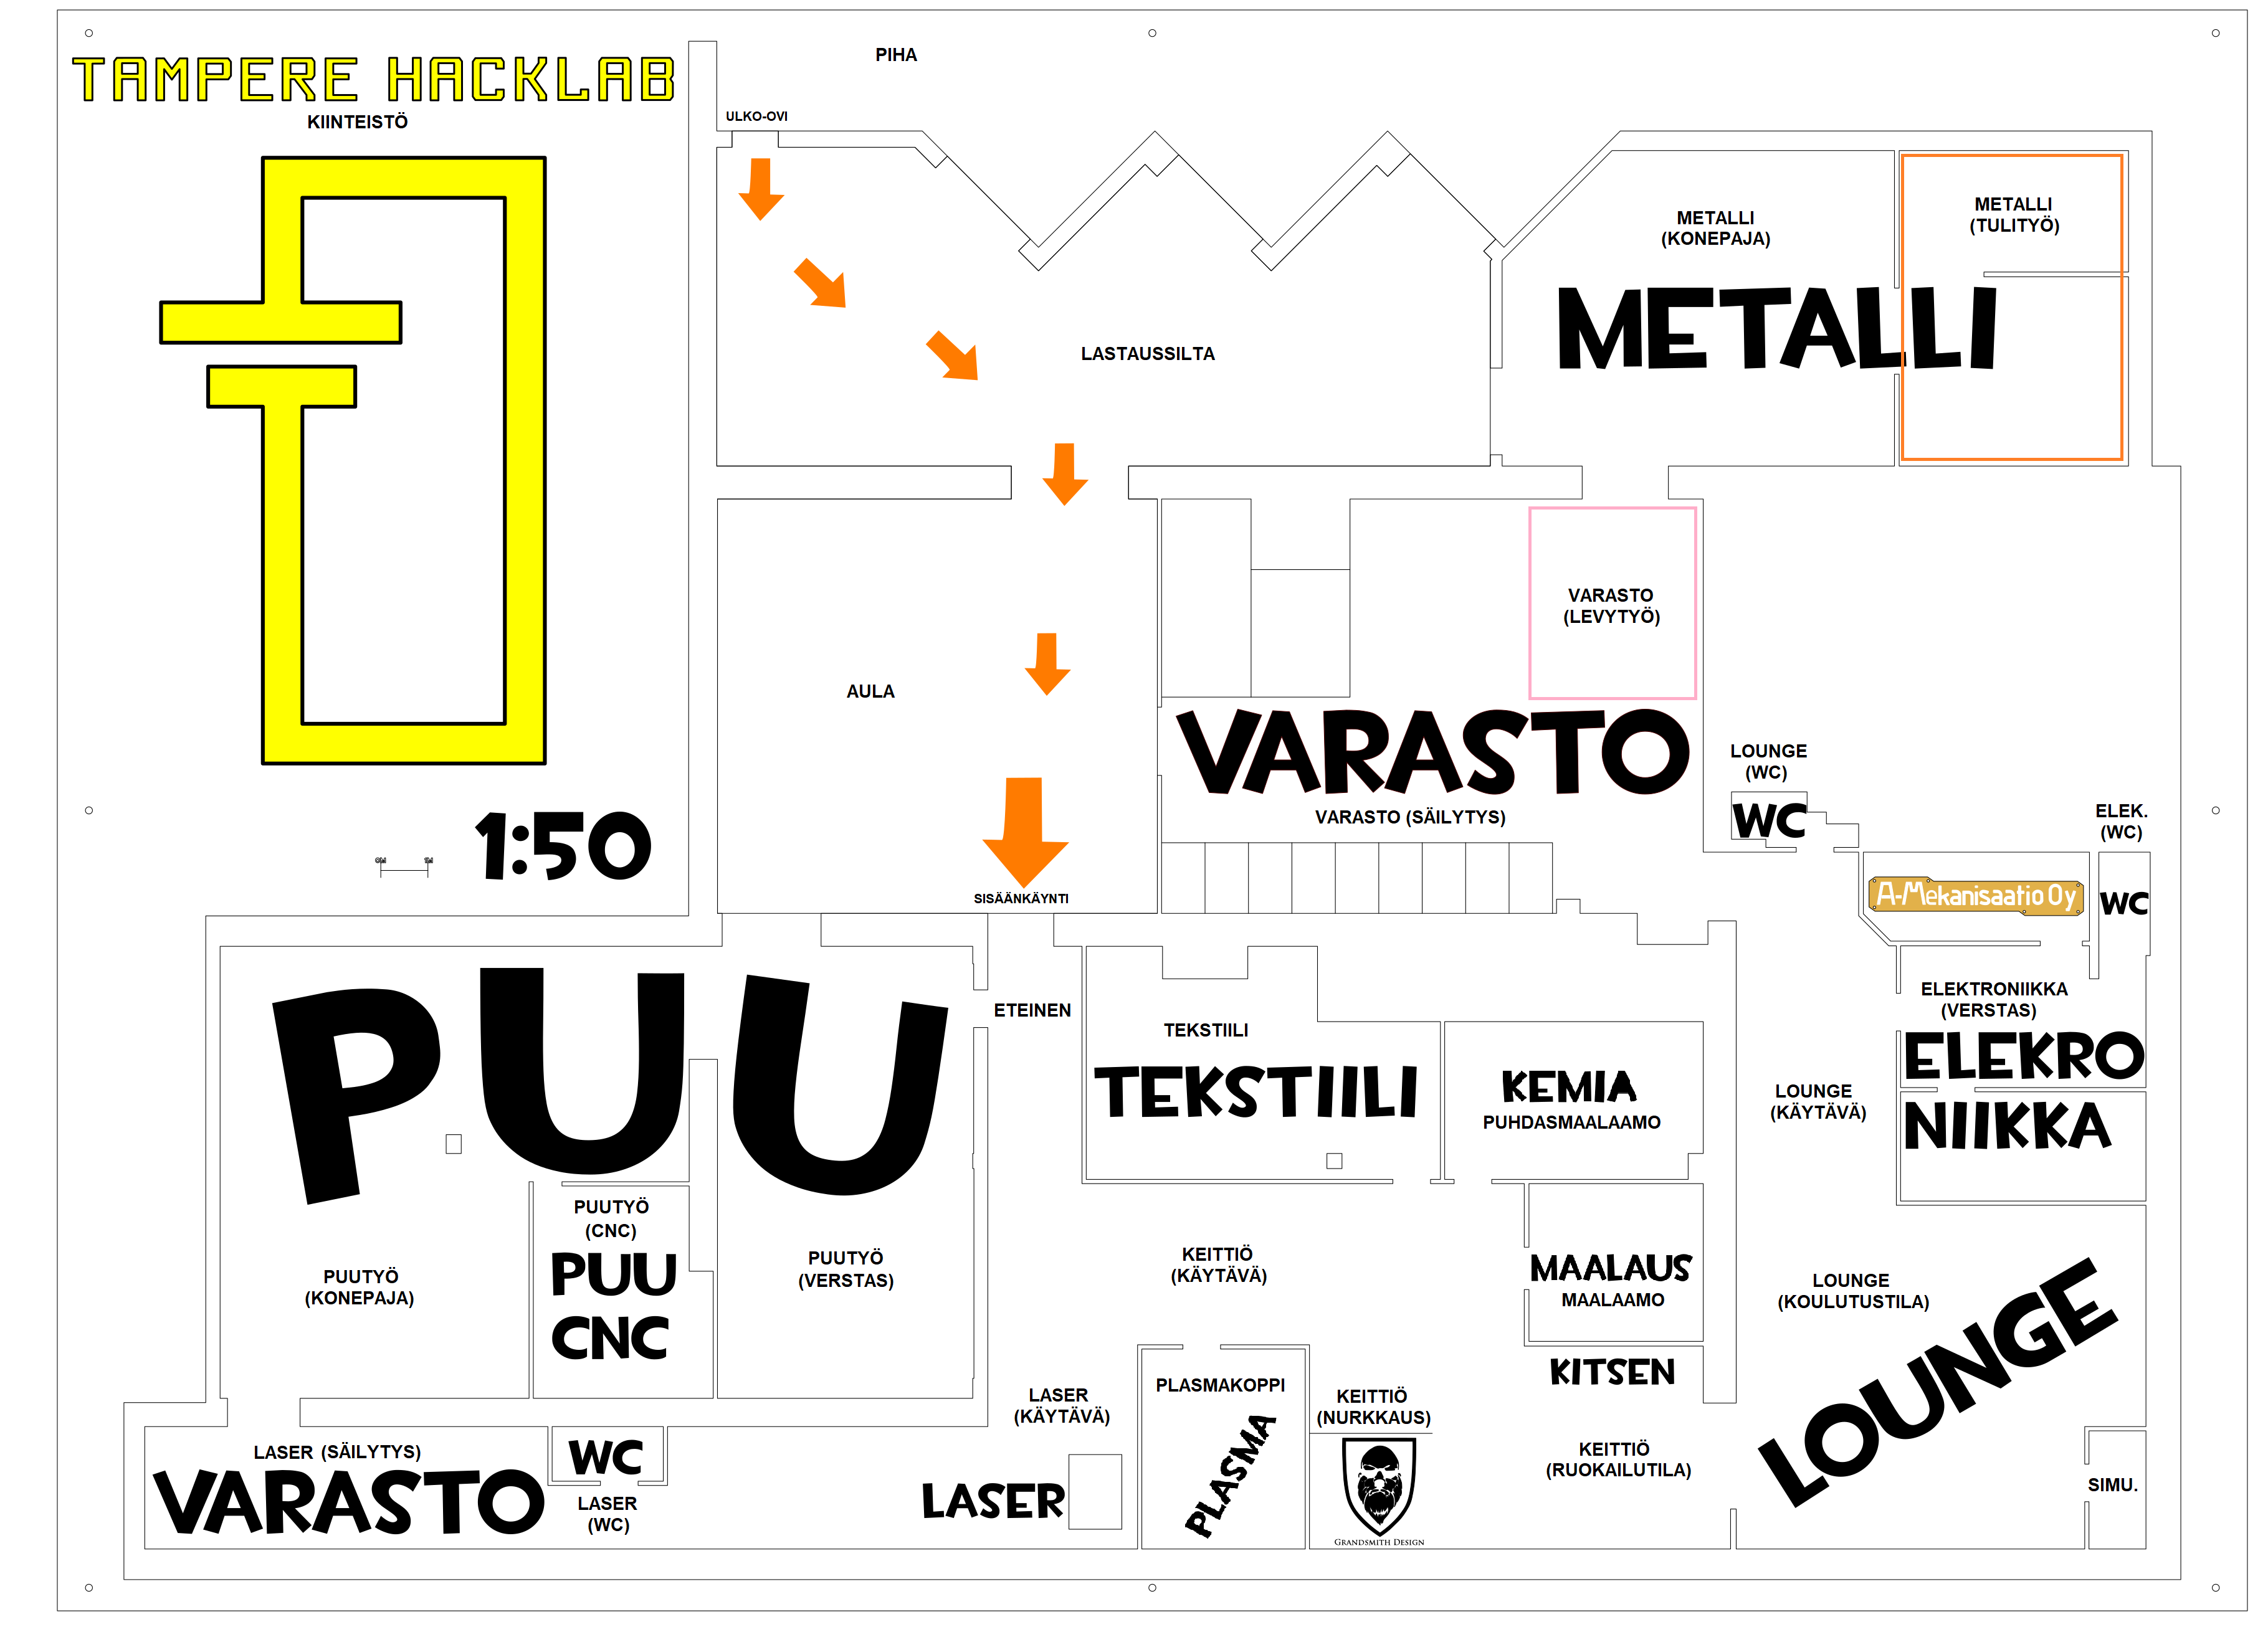 TAMPERE HACKLAB
KIINTEISTÖ
1:50
PIHA
ULKO-OVI
LASTAUSSILTA
METALLI
(KONEPAJA)
METALLI
(TULITYÖ)
METALLI
AULA
VARASTO
(LEVYTYÖ)
VARASTO
VARASTO (SÄILYTYS)
SISÄÄNKÄYNTI
LOUNGE
(WC)
WC
ELEK.
(WC)
WC
A-Mekanisaatio Oy
PUU
ETEINEN
TEKSTIILI
TEKSTIILI
KEMIA
PUHDASMAALAAMO
LOUNGE
(KÄYTÄVÄ)
ELEKTRONIIKKA
(VERSTAS)
ELEKRO
NIIKKA
PUUTYÖ
(KONEPAJA)
PUUTYÖ
(CNC)
PUU
CNC
PUUTYÖ
(VERSTAS)
KEITTIÖ
(KÄYTÄVÄ)
MAALAUS
MAALAAMO
KITSEN
LOUNGE
(KOULUTUSTILA)
LOUNGE
LASER (SÄILYTYS)
VARASTO
WC
LASER
(WC)
LASER
(KÄYTÄVÄ)
LASER
PLASMAKOPPI
PLASMA
KEITTIÖ
(NURKKAUS)
Grandsmith Design
KEITTIÖ
(RUOKAILUTILA)
SIMU.